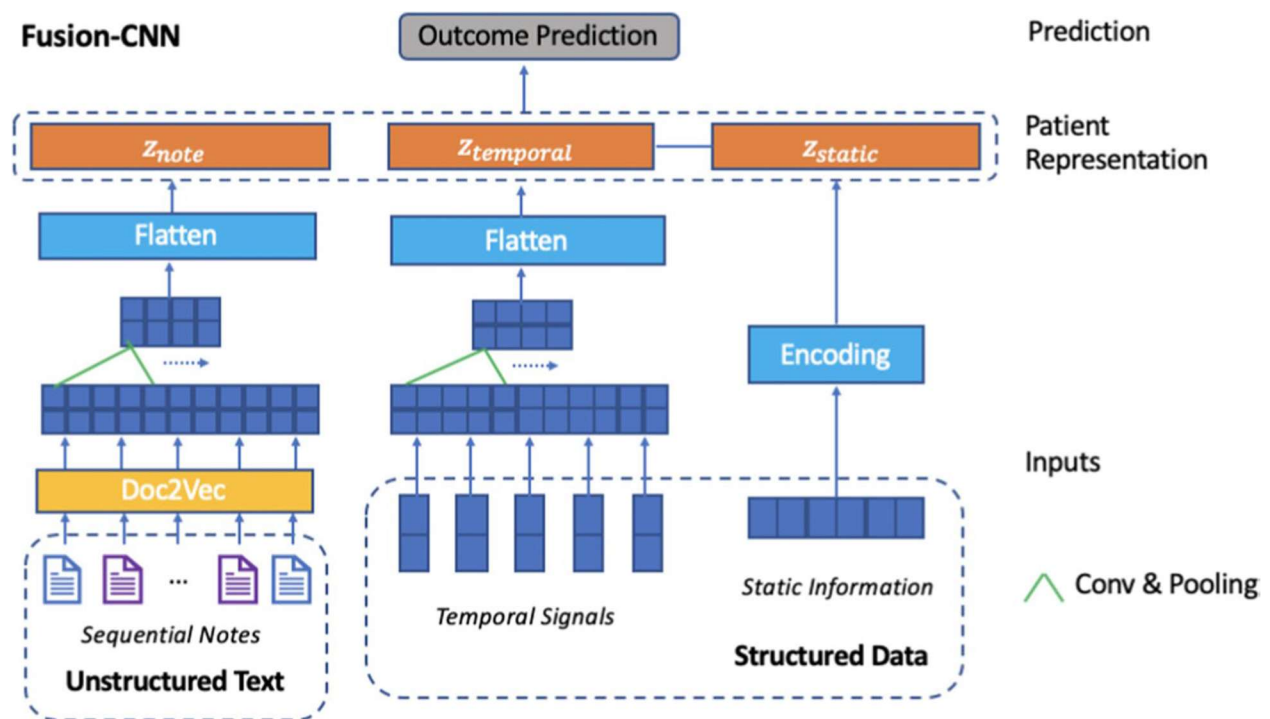 Fusion-CNN
Outcome Prediction
Prediction
z_note
z_temporal
z_static
Patient
Representation
Flatten
Flatten
Encoding
Inputs
Doc2Vec
...
Sequential Notes
Unstructured Text
Temporal Signals
Static Information
Structured Data
Conv & Pooling